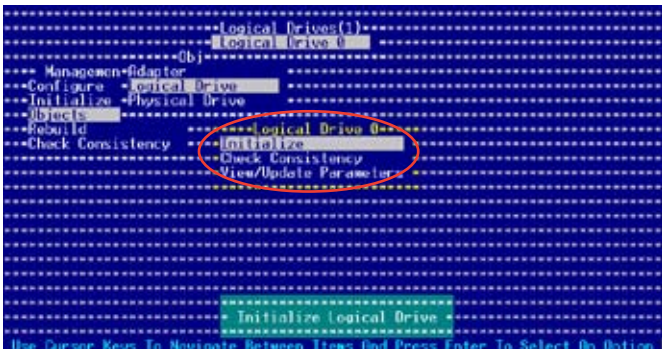 Logical Drives(1)
Logical Drive 0
Obj
Managemen
Adapter
Configure
Logical Drive
Initialize
Physical Drive
Objects
Rebuild
Logical Drive 0
Initialize
Check Consistency
Check Consistency
View/Update Parameters
Initialize Logical Drive
Use Cursor Keys To Navigate Between Items And Press Enter To Select An Option